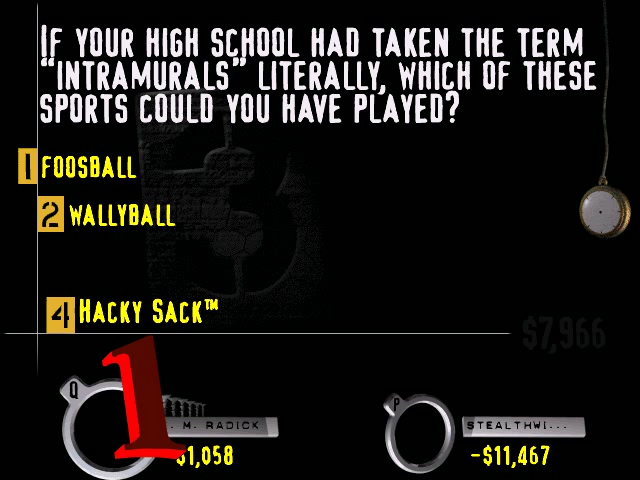 IF YOUR HIGH SCHOOL HAD TAKEN THE TERM
“INTRAMURALS” LITERALLY, WHICH OF THESE
SPORTS COULD YOU HAVE PLAYED?
1 FOOSBALL
2 WALLYBALL
4 HACKY SACK™
$7,966
Q
1
. M. RADICK
$1,058
P
STEALTHWI...
-$11,467